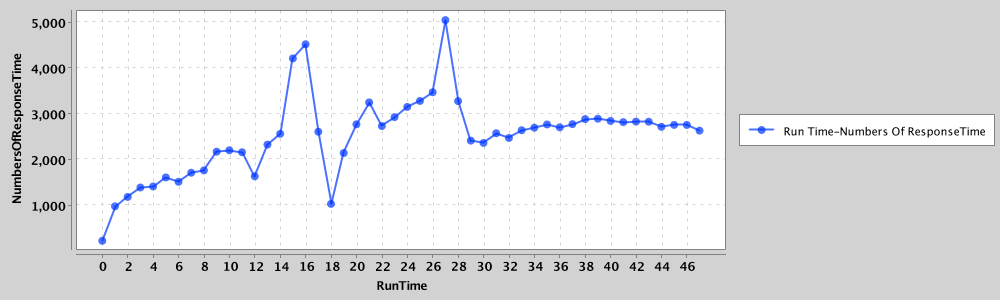 NumbersOfResponseTime
5,000
4,000
3,000
2,000
1,000
0 2 4 6 8 10 12 14 16 18 20 22 24 26 28 30 32 34 36 38 40 42 44 46
RunTime
Run Time-Numbers Of ResponseTime